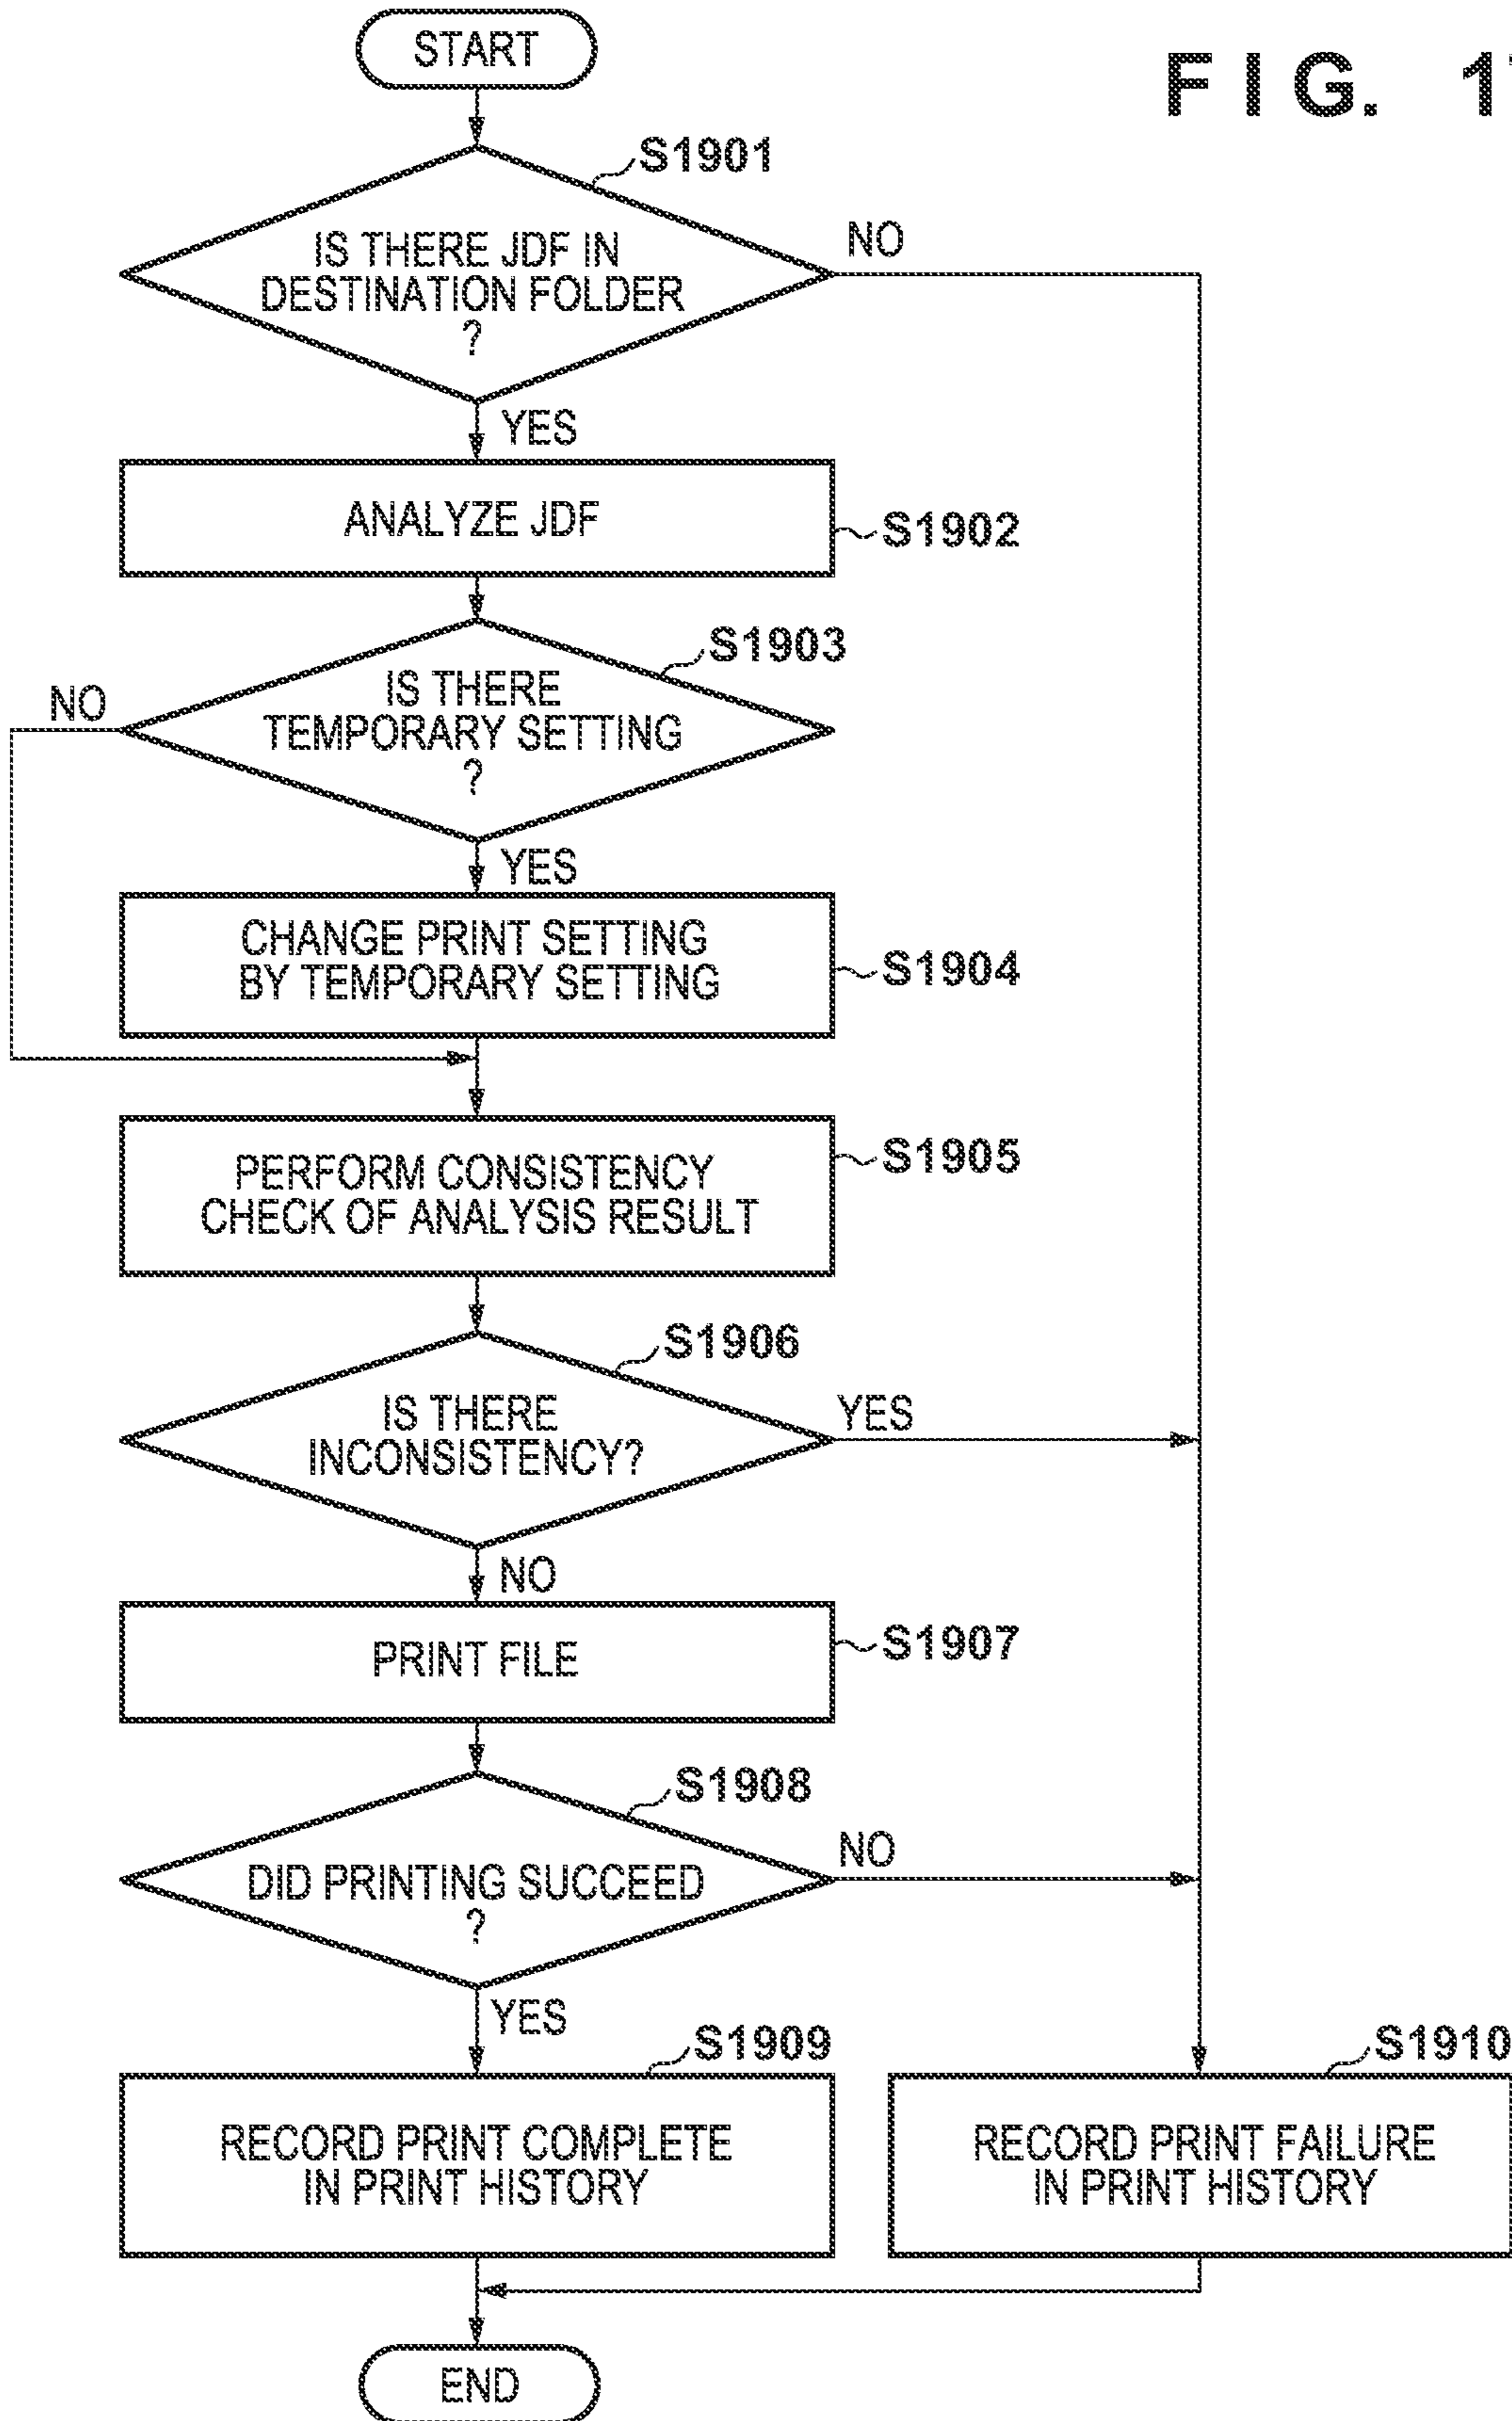 START
FIG. 1
S1901
IS THERE JDF IN
DESTINATION FOLDER
?
NO
YES
ANALYZE JDF
S1902
S1903
IS THERE
TEMPORARY SETTING
?
NO
YES
CHANGE PRINT SETTING
BY TEMPORARY SETTING
S1904
PERFORM CONSISTENCY
CHECK OF ANALYSIS RESULT
S1905
S1906
IS THERE
INCONSISTENCY?
YES
NO
PRINT FILE
S1907
S1908
DID PRINTING SUCCEED
?
NO
YES
S1909
RECORD PRINT COMPLETE
IN PRINT HISTORY
S1910
RECORD PRINT FAILURE
IN PRINT HISTORY
END